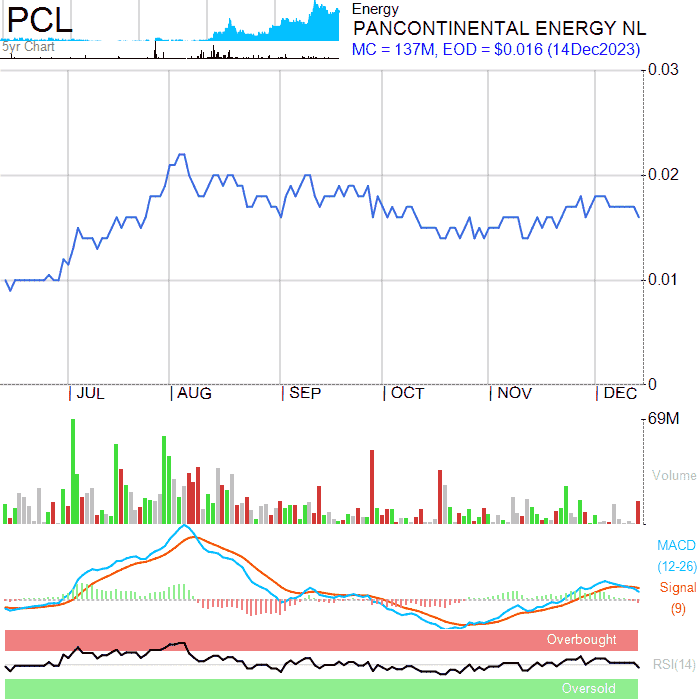 PCL
5yr Chart
Energy
PANCONTINENTAL ENERGY NL
MC = 137M, EOD = $0.016 (14Dec2023)
0.03
0.02
0.01
0
JUL AUG SEP OCT NOV DEC
69M
Volume
MACD
(12-26)
Signal
(9)
Overbought
RSI(14)
Oversold